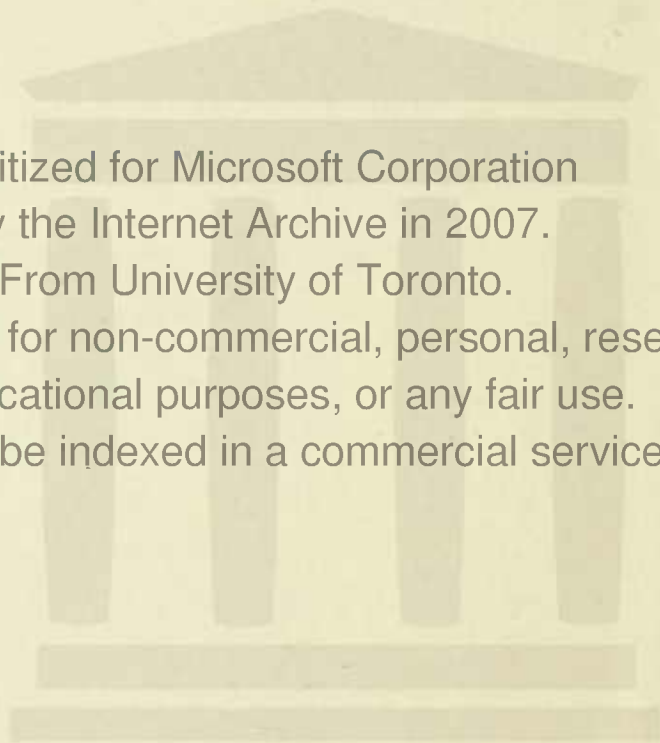 itized for Microsoft Corporation
y the Internet Archive in 2007.
From University of Toronto.
for non-commercial, personal, rese
cational purposes, or any fair use.
be indexed in a commercial service